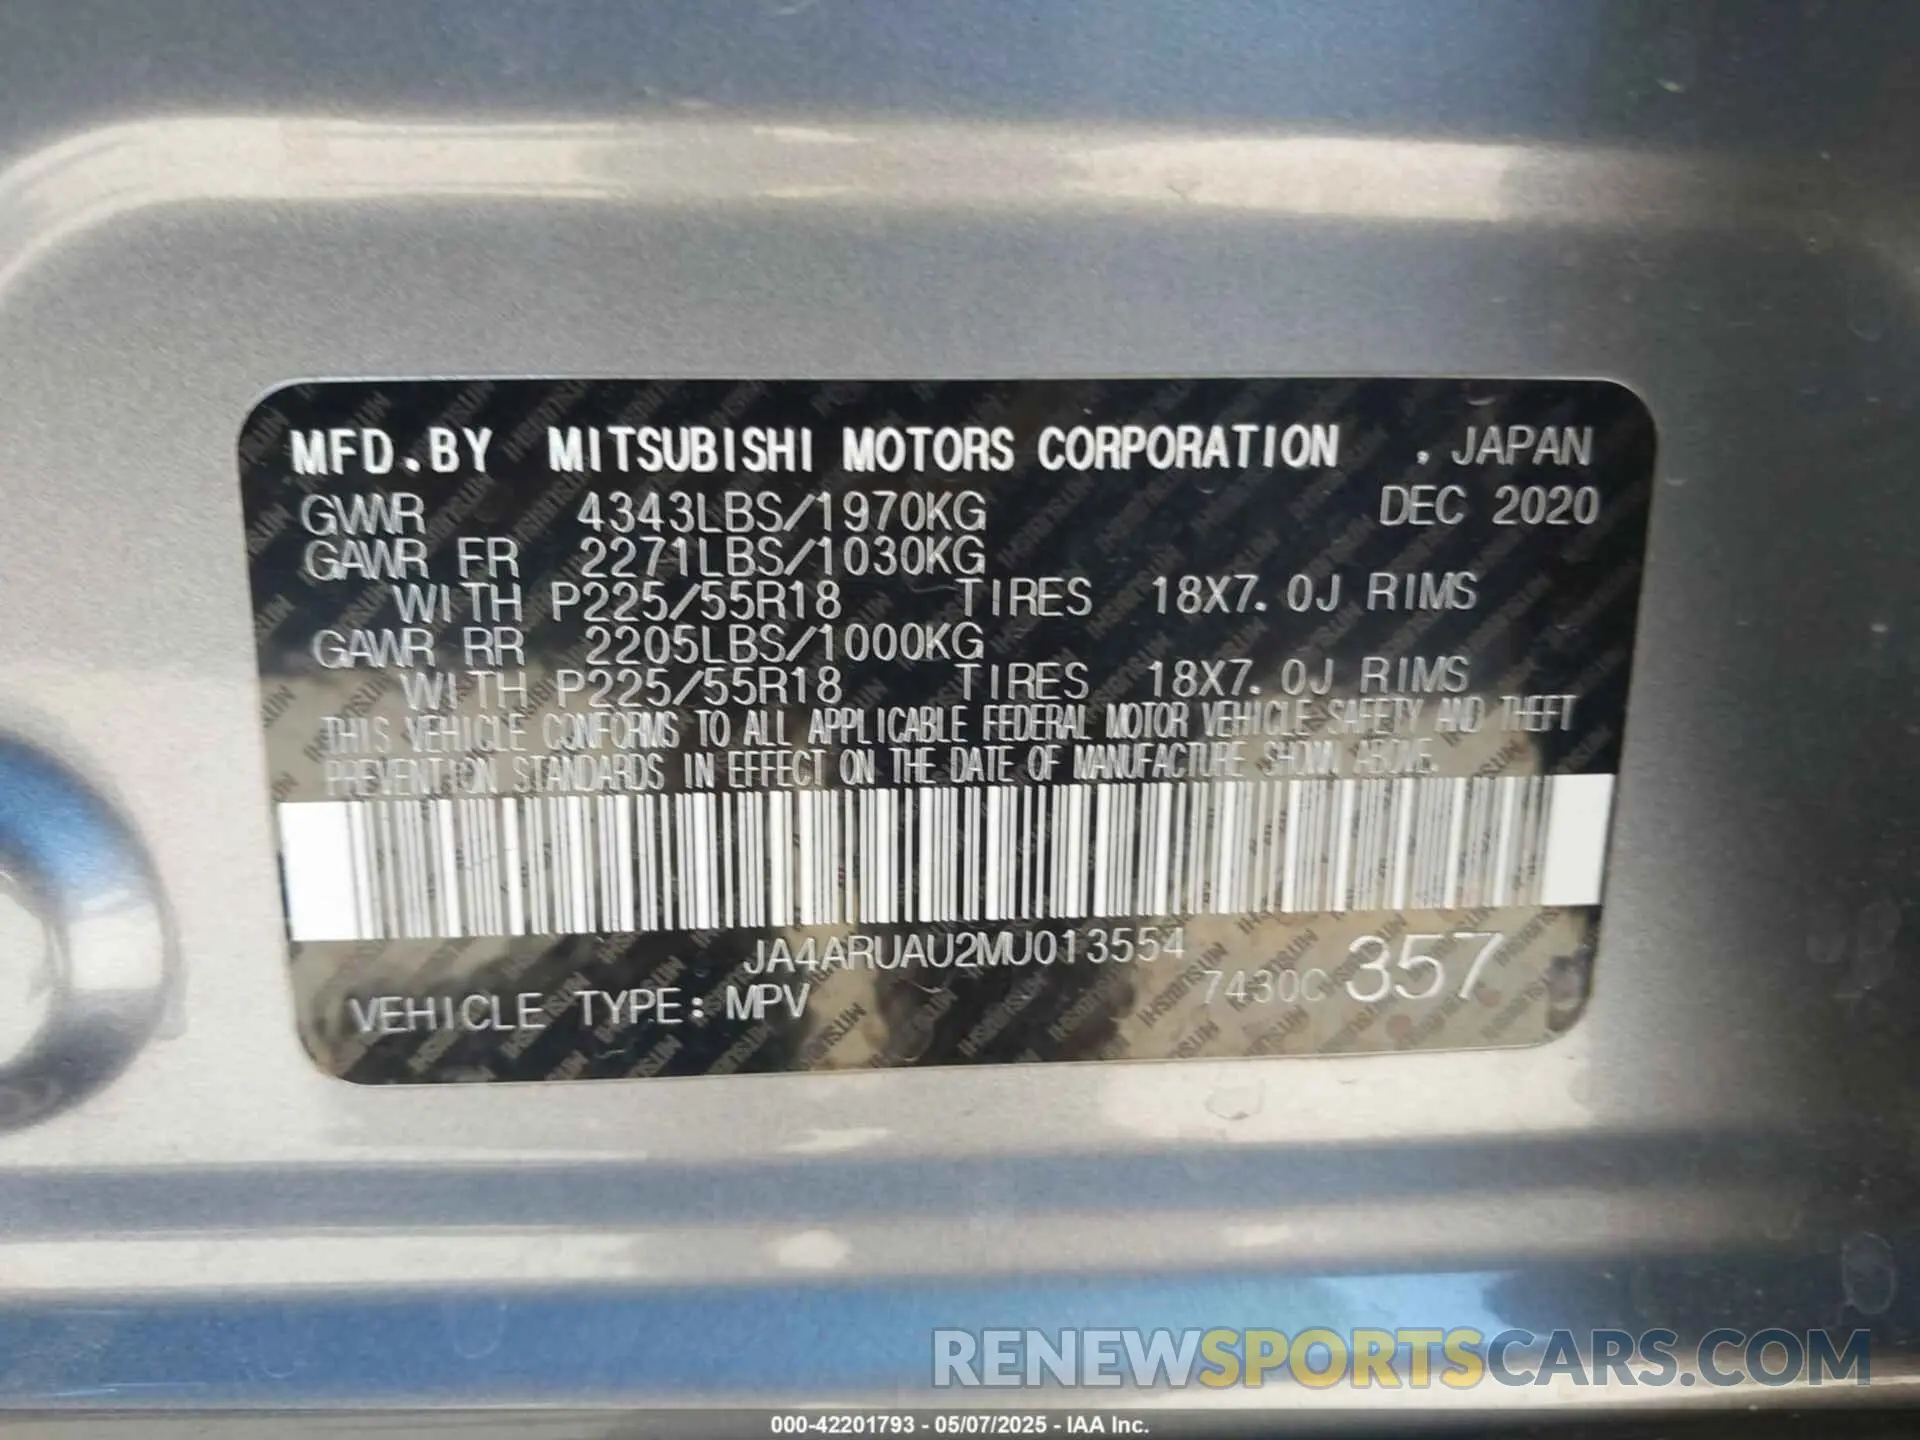 MFD.BY MITSUBISHI MOTORS CORPORATION , JAPAN
GVWR 4343LBS/1970KG DEC 2020
GAWR FR 2271LBS/1030KG
WITH P225/55R18 TIRES 18X7.0J RIMS
GAWR RR 2205LBS/1000KG
WITH P225/55R18 TIRES 18X7.0J RIMS
THIS VEHICLE CONFORMS TO ALL APPLICABLE FEDERAL MOTOR VEHICLE SAFETY AND THEFT
PREVENTION STANDARDS IN EFFECT ON THE DATE OF MANUFACTURE SHOWN ABOVE.
JA4ARUAU2MU013554
VEHICLE TYPE: MPV 7430C 357
RENEWSPORTSCARS.COM
000-42201793 - 05/07/2025 - IAA Inc.